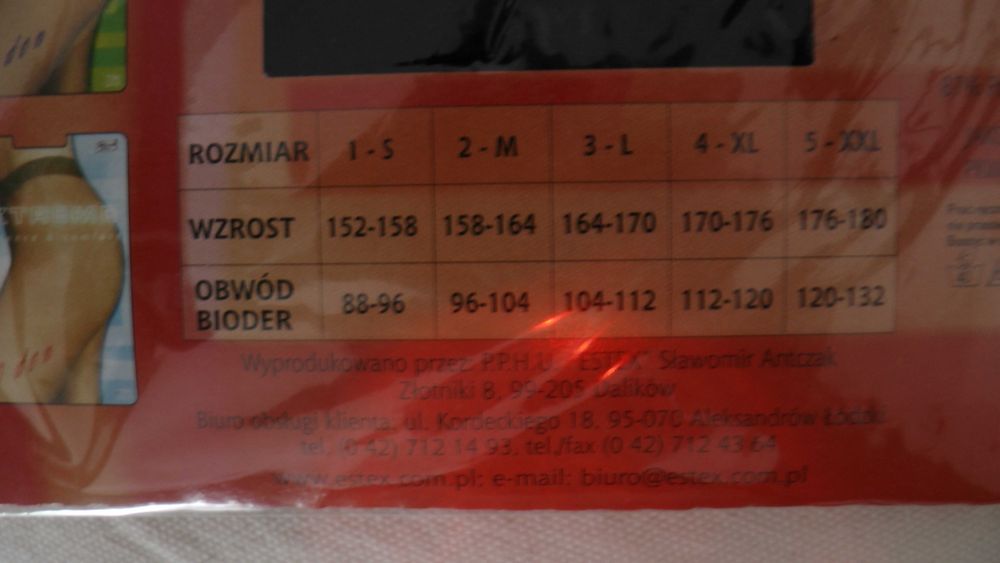 den
ROZMIAR 1 - S 2 - M 3 - L 4 - XL 5 - XXL
WZROST 152-158 158-164 164-170 170-176 176-180
OBWÓD
BIODER 88-96 96-104 104-112 112-120 120-132
Wyprodukowano przez: P.P.H.U. "ESTEX" Sławomir Antczak
Złotniki 8, 99-205 Dalików
Biuro obsługi klienta: ul. Kordeckiego 18, 95-070 Aleksandrów Łódzki
tel. (0 42) 712 14 93, tel./fax (0 42) 712 43 64
www.estex.com.pl; e-mail: biuro@estex.com.pl
den